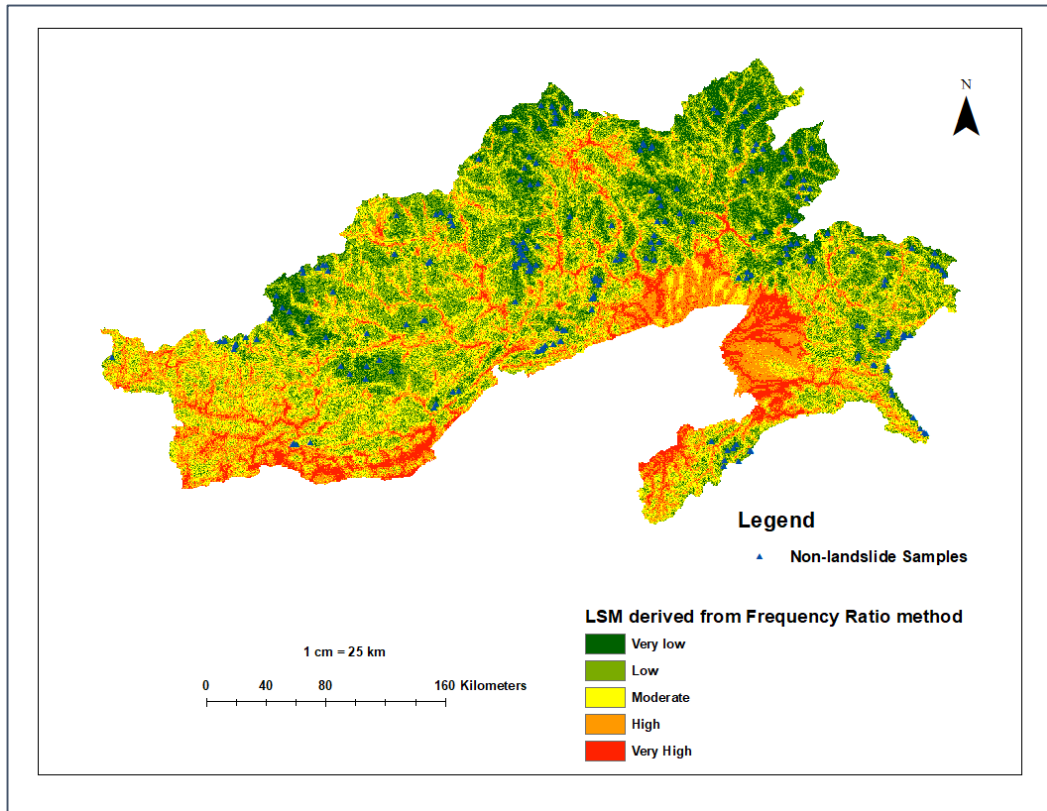 N
Legend
Non-landslide Samples
LSM derived from Frequency Ratio method
Very low
Low
Moderate
High
Very High
1 cm = 25 km
0 40 80 160 Kilometers